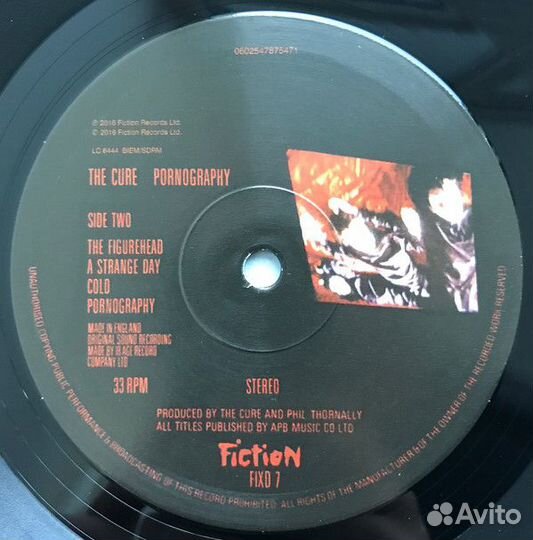 0602547875471
℗ 2016 Fiction Records Ltd.
© 2016 Fiction Records Ltd.
LC 6444 BIEM/SDRM
THE CURE PORNOGRAPHY
SIDE TWO
THE FIGUREHEAD
A STRANGE DAY
COLD
PORNOGRAPHY
MADE IN ENGLAND
ORIGINAL SOUND RECORDING
MADE BY 18 AGE RECORD
COMPANY LTD
33 RPM STEREO
PRODUCED BY THE CURE AND PHIL THORNALLY
ALL TITLES PUBLISHED BY APB MUSIC CO LTD
FICTION
FIXD 7
UNAUTHORISED COPYING PUBLIC PERFORMANCE & BROADCASTING OF THIS RECORD PROHIBITED. ALL RIGHTS OF THE MANUFACTURER & OF THE OWNER OF THE RECORDED WORK RESERVED
Avito